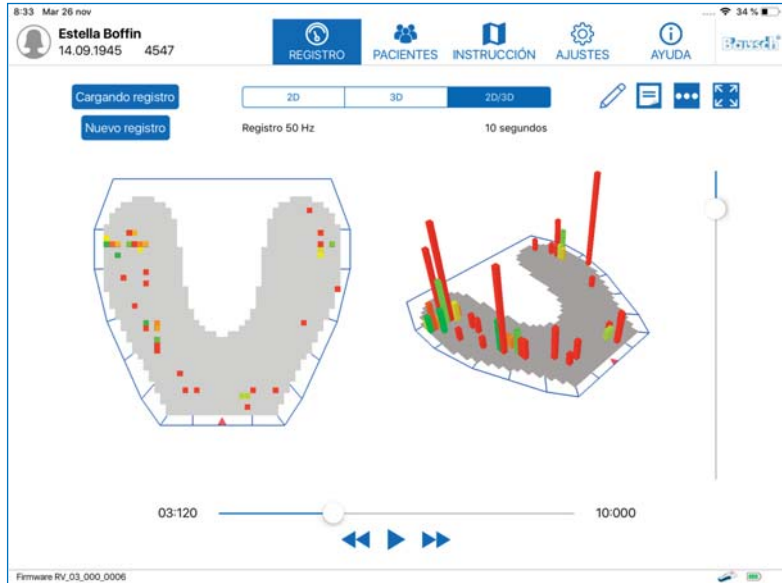 8:33 Mar 26 nov
34 %
Estella Boffin
14.09.1945 4547
REGISTRO
PACIENTES
INSTRUCCIÓN
AJUSTES
AYUDA
Bausch
Cargando registro
Nuevo registro
2D
3D
2D/3D
Registro 50 Hz
10 segundos
03:120
10:000
Firmware RV_03_000_0006